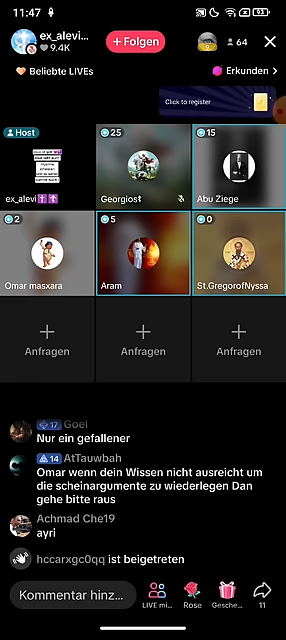 11:47
93
ex_alevi...
9.4K
+ Folgen
64
Beliebte LIVEs
Erkunden >
Click to register
Host
25
15
ex_alevi
Georgios
Abu Ziege
2
5
0
Omar masxara
Aram
St.GregorofNyssa
Anfragen
Anfragen
Anfragen
17 Goel
Nur ein gefallener
14 AtTauwbah
Omar wenn dein Wissen nicht ausreicht um
die scheinargumente zu wiederlegen Dan
gehe bitte raus
Achmad Che19
ayri
hccarxgc0qq ist beigetreten
Kommentar hinz...
LIVE mi...
Rose
Gesche...
11